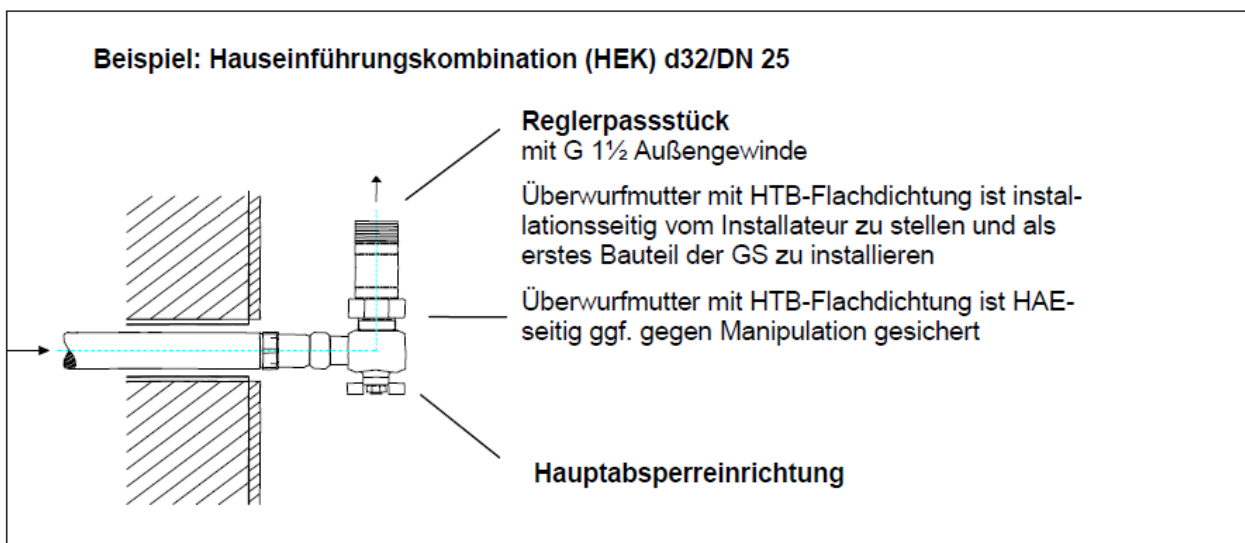 Beispiel: Hauseinführungskombination (HEK) d32/DN 25
Reglerpassstück
mit G 1½ Außengewinde
Überwurfmutter mit HTB-Flachdichtung ist instal-
lationsseitig vom Installateur zu stellen und als
erstes Bauteil der GS zu installieren
Überwurfmutter mit HTB-Flachdichtung ist HAE-
seitig ggf. gegen Manipulation gesichert
Hauptabsperreinrichtung